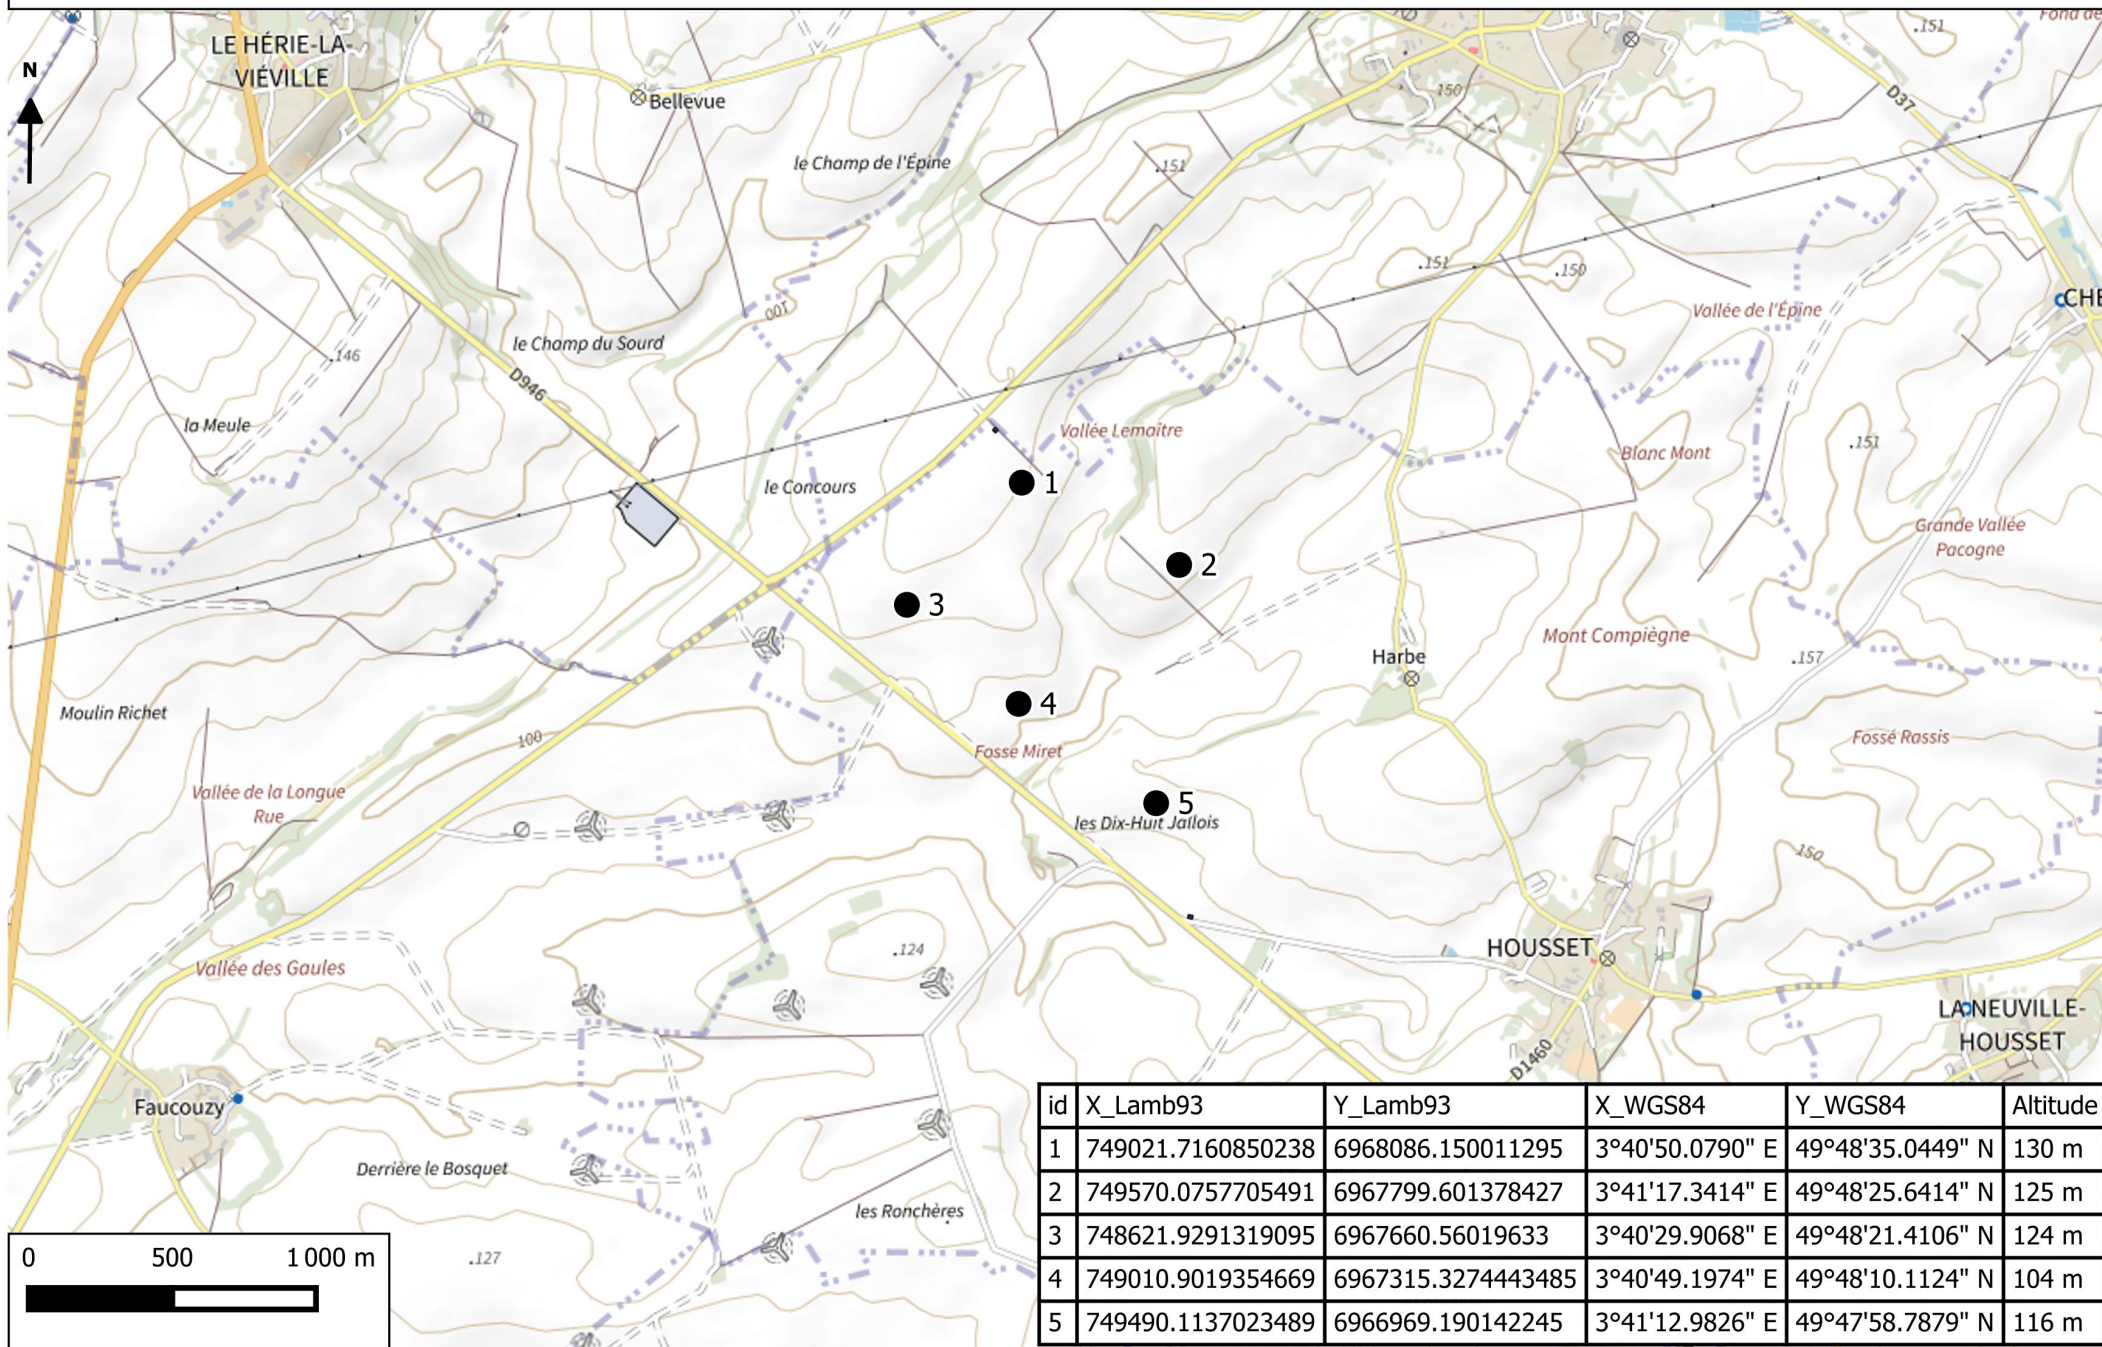 Fond de
.151
LE HÉRIE-LA-
VIÉVILLE
N
Bellevue
150
D37
le Champ de l'Épine
.151
.151
.150
CHE
100
Vallée de l'Épine
le Champ du Sourd
.146
D946
la Meule
Vallée Lemaître
.151
Blanc Mont
le Concours
1
Grande Vallée
Pacogne
2
3
Mont Compiègne
Harbe
.157
4
Moulin Richet
100
Fosse Miret
Fossé Rassis
Vallée de la Longue
Rue
5
les Dix-Huit Jallois
150
.124
HOUSSET
Vallée des Gaules
LA NEUVILLE-
HOUSSET
D1460
Faucouzy
Derrière le Bosquet
les Ronchères
.127
0 500 1 000 m
id X_Lamb93 Y_Lamb93 X_WGS84 Y_WGS84 Altitude
1 749021.7160850238 6968086.150011295 3°40'50.0790" E 49°48'35.0449" N 130 m
2 749570.0757705491 6967799.601378427 3°41'17.3414" E 49°48'25.6414" N 125 m
3 748621.9291319095 6967660.56019633 3°40'29.9068" E 49°48'21.4106" N 124 m
4 749010.9019354669 6967315.3274443485 3°40'49.1974" E 49°48'10.1124" N 104 m
5 749490.1137023489 6966969.190142245 3°41'12.9826" E 49°47'58.7879" N 116 m